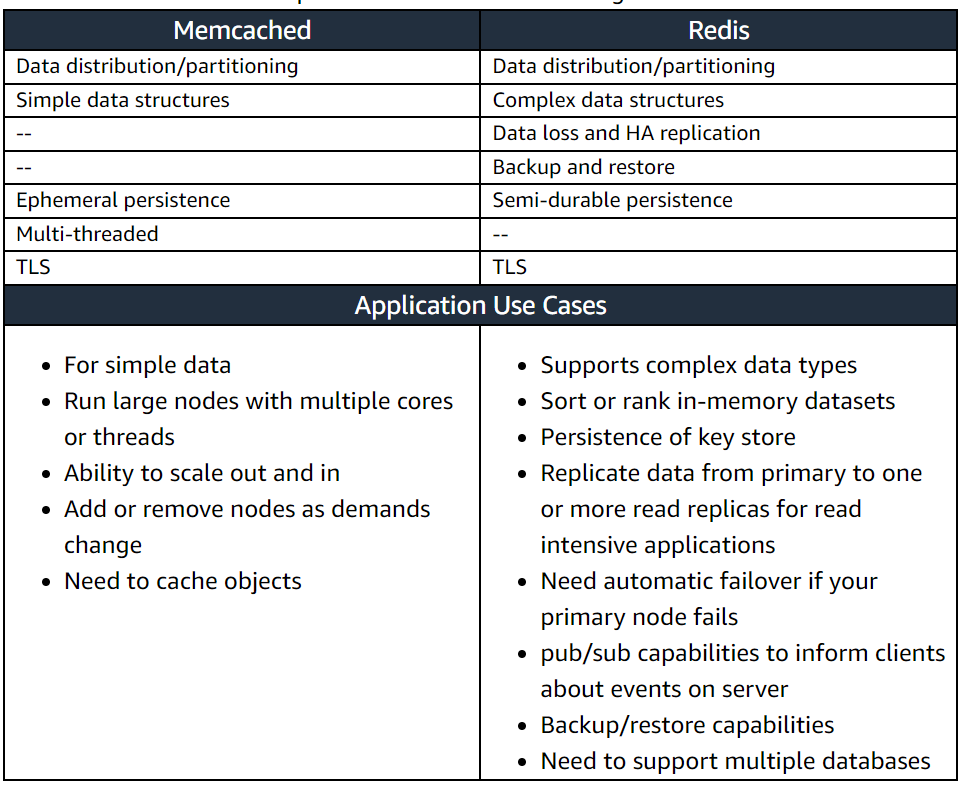 Memcached
Redis
Data distribution/partitioning
Data distribution/partitioning
Simple data structures
Complex data structures
--
Data loss and HA replication
--
Backup and restore
Ephemeral persistence
Semi-durable persistence
Multi-threaded
--
TLS
TLS
Application Use Cases
• For simple data
• Run large nodes with multiple cores
or threads
• Ability to scale out and in
• Add or remove nodes as demands
change
• Need to cache objects
• Supports complex data types
• Sort or rank in-memory datasets
• Persistence of key store
• Replicate data from primary to one
or more read replicas for read
intensive applications
• Need automatic failover if your
primary node fails
• pub/sub capabilities to inform clients
about events on server
• Backup/restore capabilities
• Need to support multiple databases